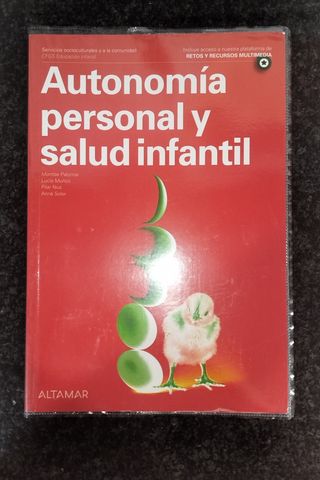 Servicios socioculturales y a la comunidad
CFGS Educación infantil
Incluye acceso a nuestra plataforma de
RETOS Y RECURSOS MULTIMEDIA
Autonomía
personal y
salud infantil
Montse Palomar
Lucía Muñoz
Pilar Nus
Anna Soler
ALTAMAR